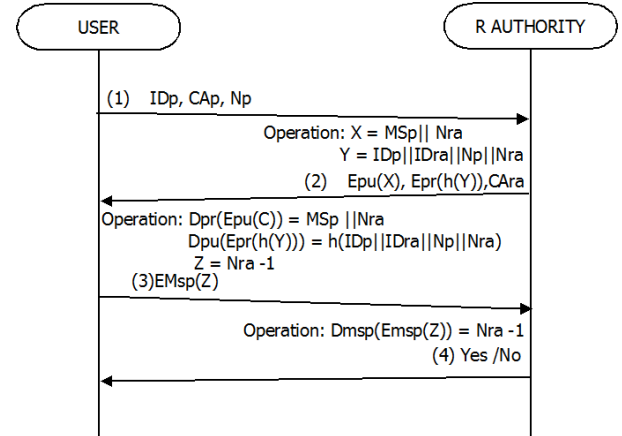 USER
R AUTHORITY
(1) IDp, CAp, Np
Operation: X = MSp|| Nra
Y = IDp||IDra||Np||Nra
(2) Epu(X), Epr(h(Y)),CAra
Operation: Dpr(Epu(C)) = MSp ||Nra
Dpu(Epr(h(Y))) = h(IDp||IDra||Np||Nra)
Z = Nra -1
(3)EMsp(Z)
Operation: Dmsp(Emsp(Z)) = Nra -1
(4) Yes /No